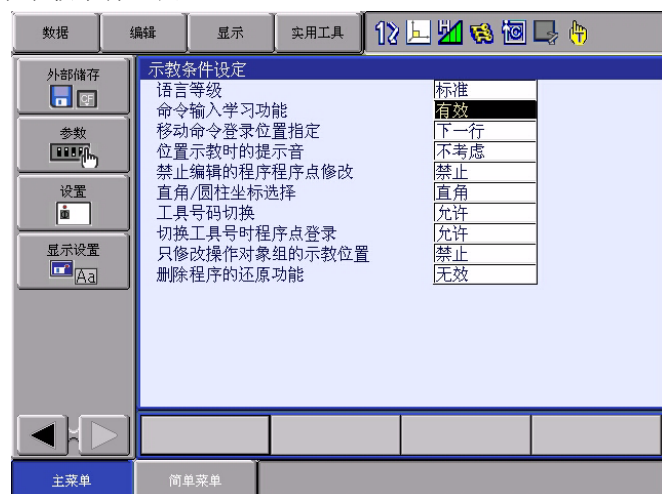 数据 编辑 显示 实用工具
外部储存
CF
参数
设置
显示设置
Aa
示教条件设定
语言等级 标准
命令输入学习功能 有效
移动命令登录位置指定 下一行
位置示教时的提示音 不考虑
禁止编辑的程序程序点修改 禁止
直角/圆柱坐标选择 直角
工具号码切换 允许
切换工具号时程序点登录 允许
只修改操作对象组的示教位置 禁止
删除程序的还原功能 无效
主菜单 简单菜单